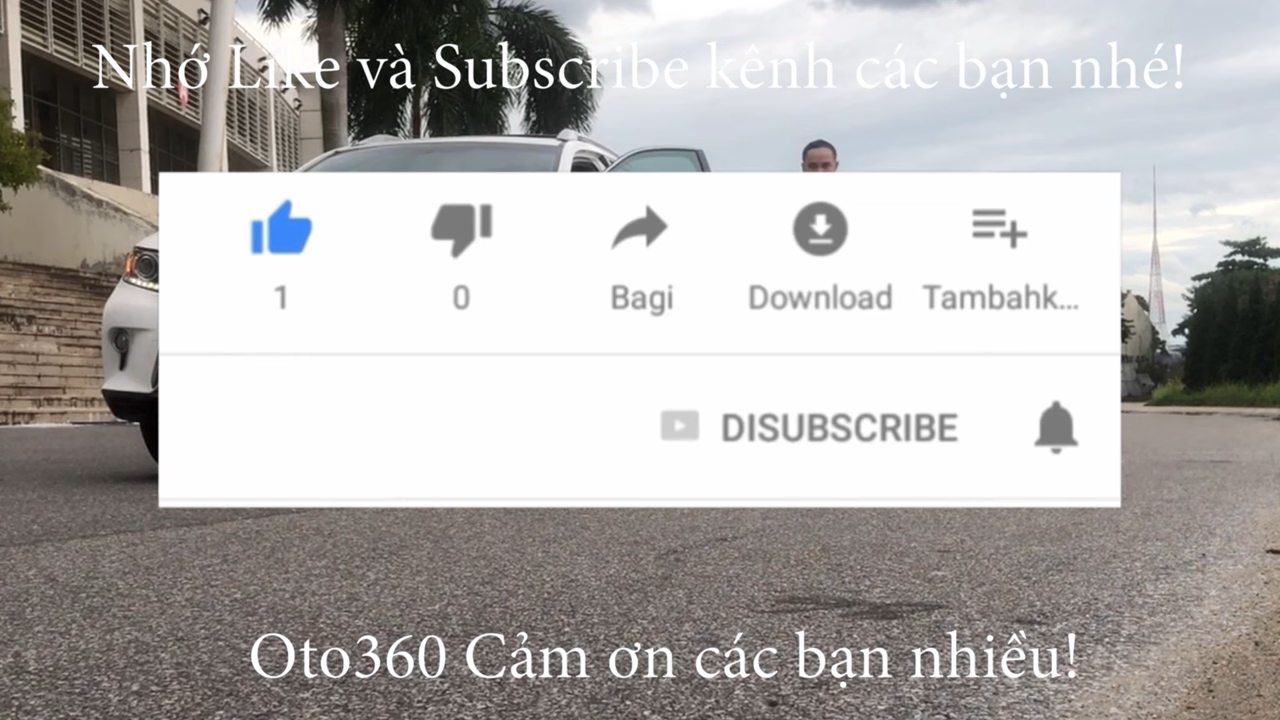 Nhớ Like và Subscribe kênh các bạn nhé!
1 0 Bagi Download Tambahk...
DISUBSCRIBE
Oto360 Cảm ơn các bạn nhiều!